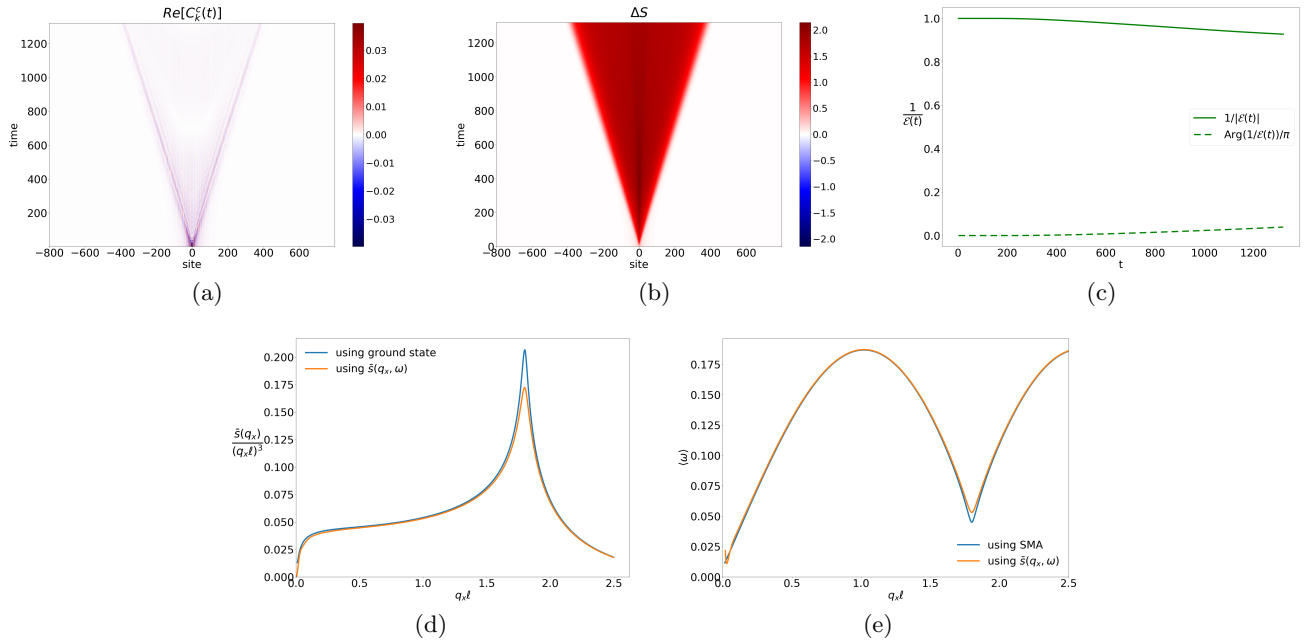 Re[C_k^c(t)]
0.03
0.02
0.01
0.00
−0.01
−0.02
−0.03
time
1200
1000
800
600
400
200
−800 −600 −400 −200 0 200 400 600
site
(a)
ΔS
2.0
1.5
1.0
0.5
0.0
−0.5
−1.0
−1.5
−2.0
time
1200
1000
800
600
400
200
0
−800 −600 −400 −200 0 200 400 600
site
(b)
1/ℰ(t)
1.0
0.8
0.6
0.4
0.2
0.0
1/|ℰ(t)|
Arg(1/ℰ(t))/π
0 200 400 600 800 1000 1200
t
(c)
s̄(q_x)/(q_xℓ)³
0.200
0.175
0.150
0.125
0.100
0.075
0.050
0.025
0.000
using ground state
using s̄(q_x, ω)
0.0 0.5 1.0 1.5 2.0 2.5
q_xℓ
(d)
⟨ω⟩
0.175
0.150
0.125
0.100
0.075
0.050
0.025
0.000
using SMA
using s̄(q_x, ω)
0.0 0.5 1.0 1.5 2.0 2.5
q_xℓ
(e)